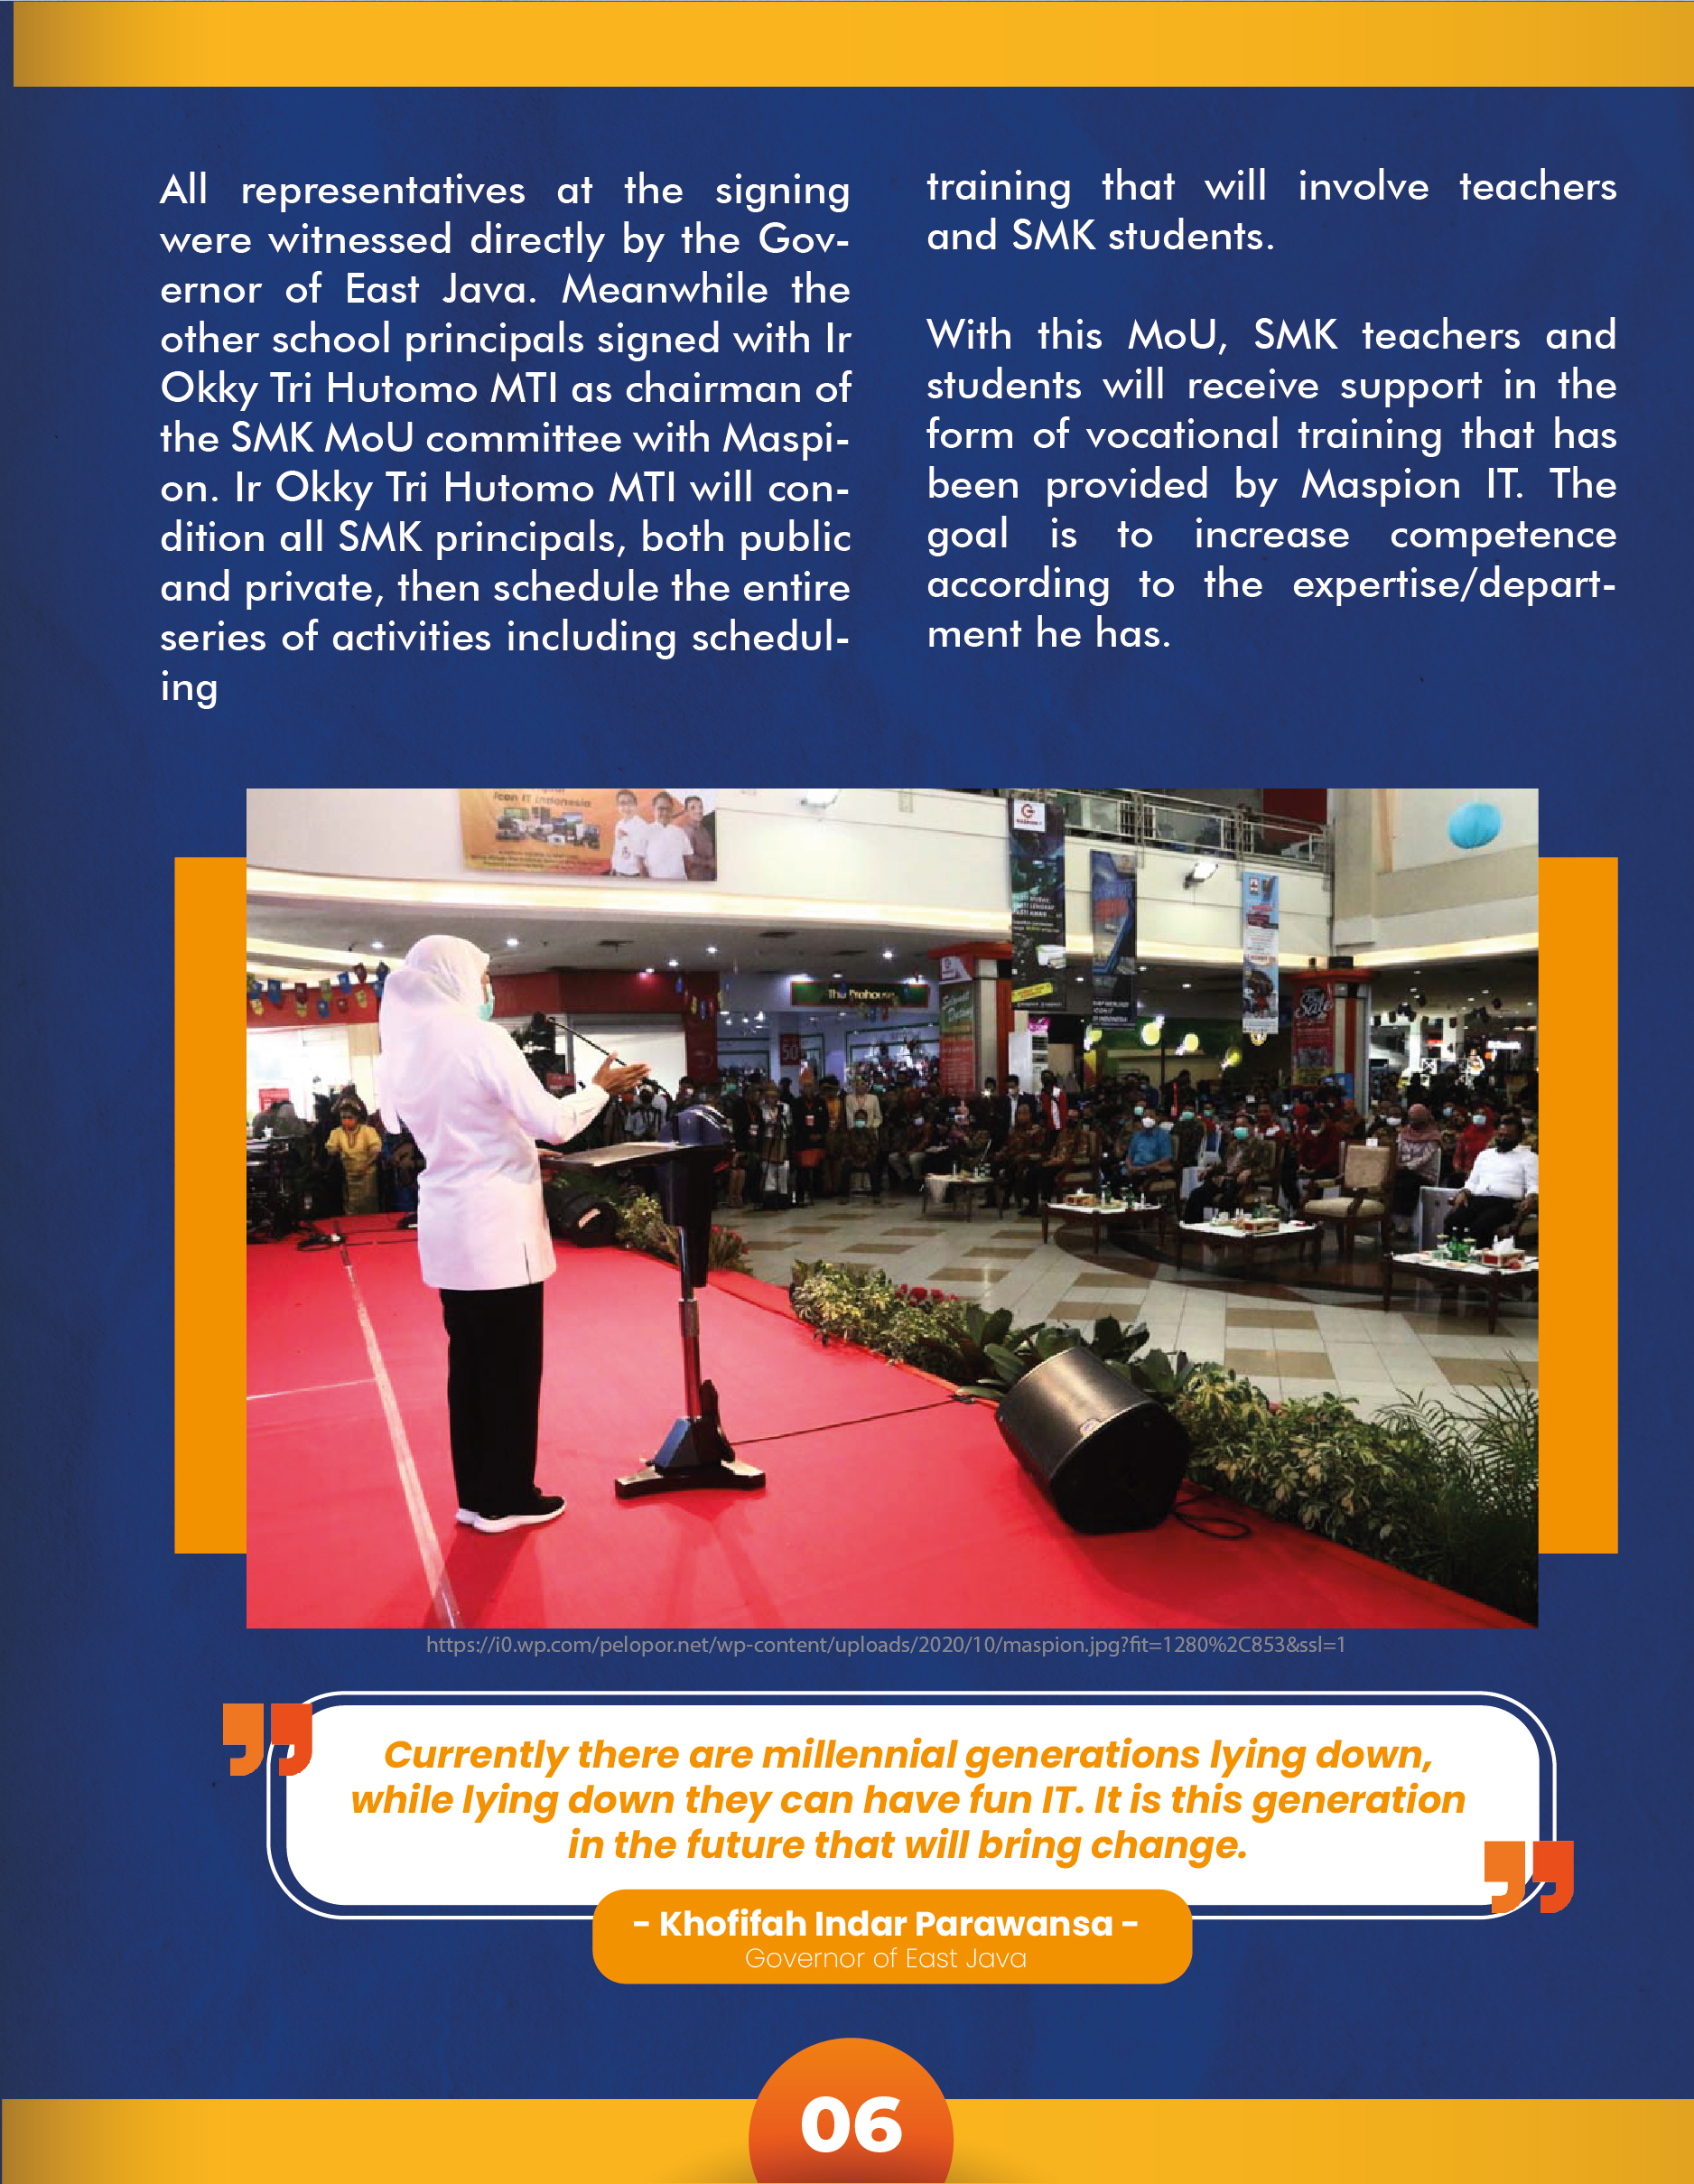 All representatives at the signing
were witnessed directly by the Gov-
ernor of East Java. Meanwhile the
other school principals signed with Ir
Okky Tri Hutomo MTI as chairman of
the SMK MoU committee with Maspi-
on. Ir Okky Tri Hutomo MTI will con-
dition all SMK principals, both public
and private, then schedule the entire
series of activities including schedul-
ing
training that will involve teachers
and SMK students.
With this MoU, SMK teachers and
students will receive support in the
form of vocational training that has
been provided by Maspion IT. The
goal is to increase competence
according to the expertise/depart-
ment he has.
Icon IT Indonesia
Sale
50
https://i0.wp.com/pelopor.net/wp-content/uploads/2020/10/maspion.jpg?fit=1280%2C853&ssl=1
Currently there are millennial generations lying down,
while lying down they can have fun IT. It is this generation
in the future that will bring change.
- Khofifah Indar Parawansa -
Governor of East Java
06